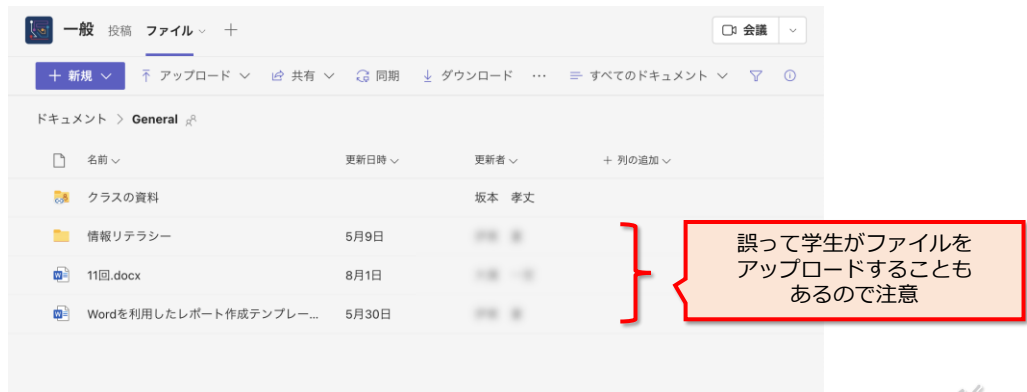 一般 投稿 ファイル 会議
新規 アップロード 共有 同期 ダウンロード … すべてのドキュメント
ドキュメント > General
名前 更新日時 更新者 + 列の追加
クラスの資料 坂本 孝丈
情報リテラシー 5月9日
11回.docx 8月1日
Wordを利用したレポート作成テンプレー... 5月30日
誤って学生がファイルを
アップロードすることも
あるので注意